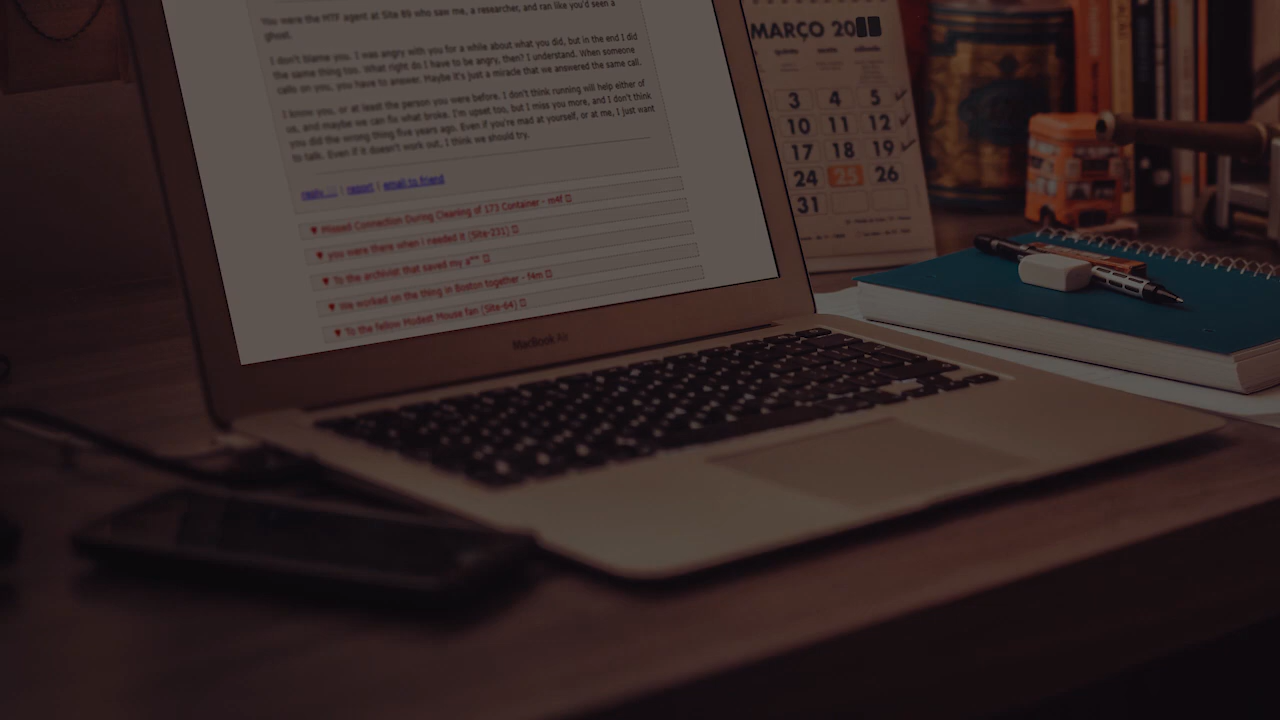 You were the MTF agent at Site 89 who saw me, a researcher, and ran like you'd seen a
ghost.
I don't blame you. I was angry with you for a while about what you did, but in the end I did
the same thing too. What right do I have to be angry, then? I understand. When someone
calls on you, you have to answer. Maybe it's just a miracle that we answered the same call.
I know you, or at least the person you were before. I don't think running will help either of
us, and maybe we can fix what broke. I'm upset too, but I miss you more, and I don't think
you did the wrong thing five years ago. Even if you're mad at yourself, or at me, I just want
to talk. Even if it doesn't work out, I think we should try.
reply | report | email to friend
▼ Missed Connection During Cleaning of 173 Container - m4f
▼ you were there when I needed it (Site-231)
▼ To the archivist that saved my a**
▼ We worked on the thing in Boston together - f4m
▼ To the fellow Modest Mouse fan (Site-64)
MacBook Air
MARÇO 20
3 4 5
10 11 12
17 18 19
24 25 26
31